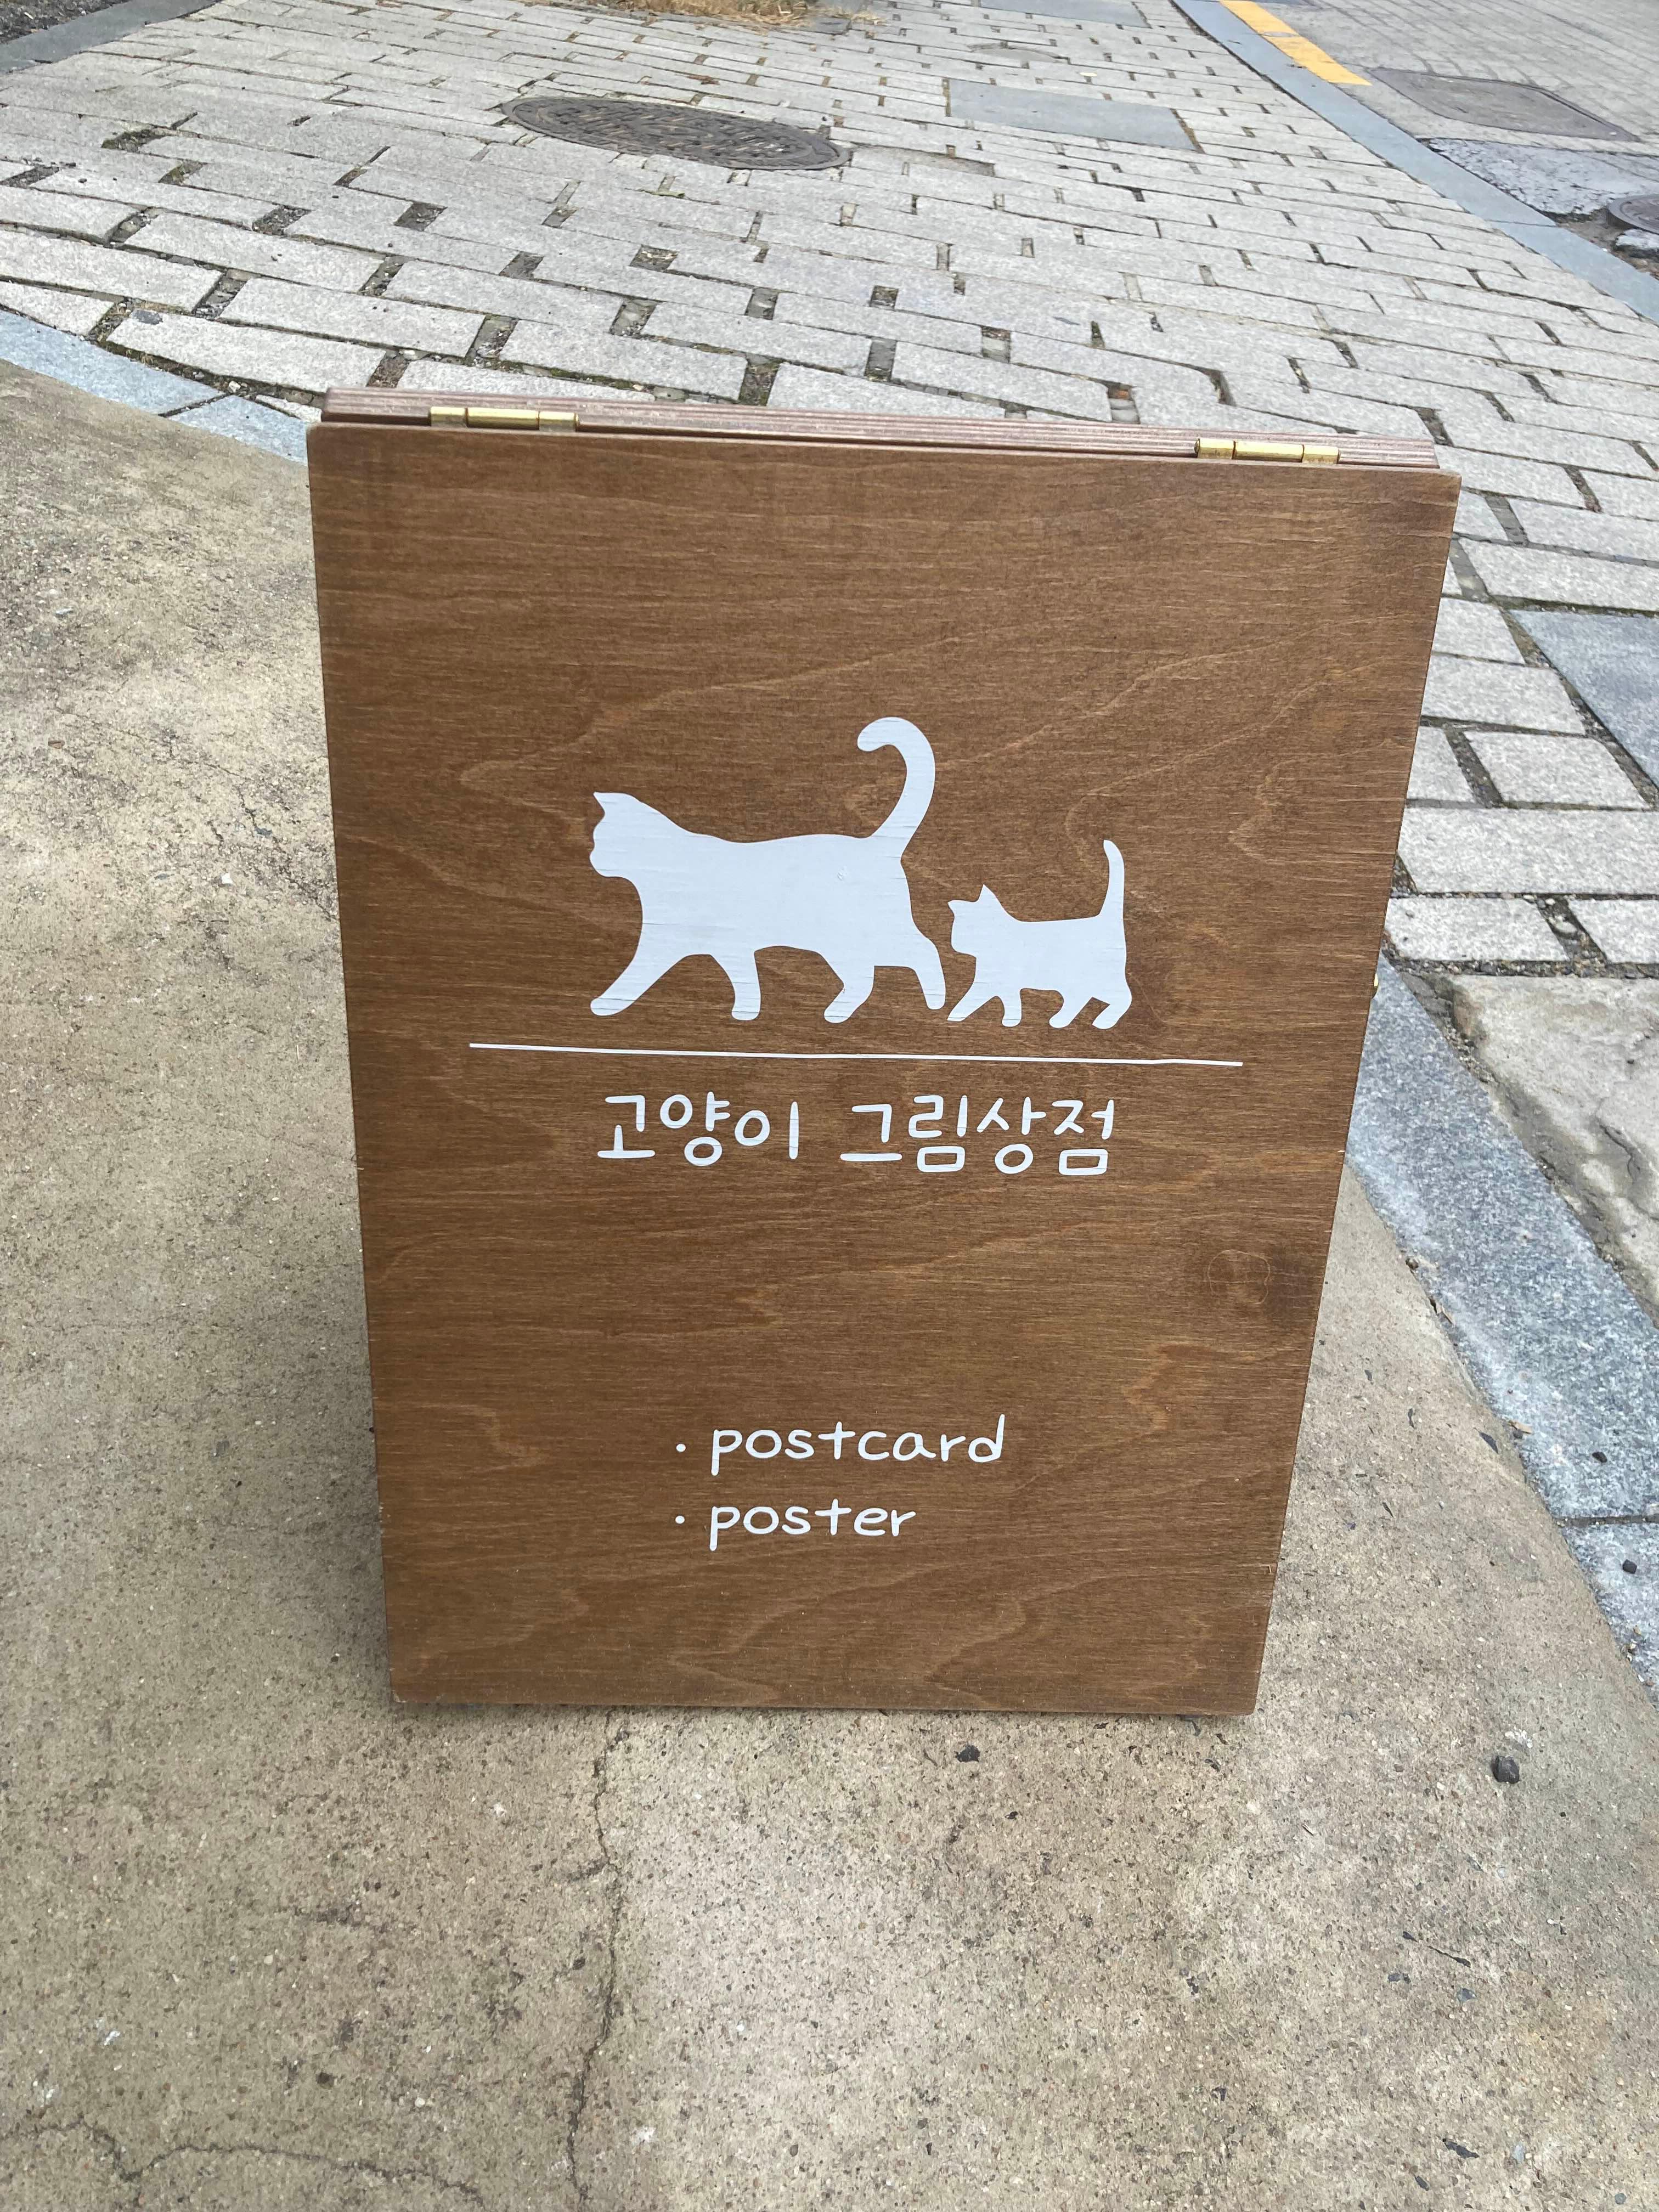 고양이 그림상점
· postcard
· poster